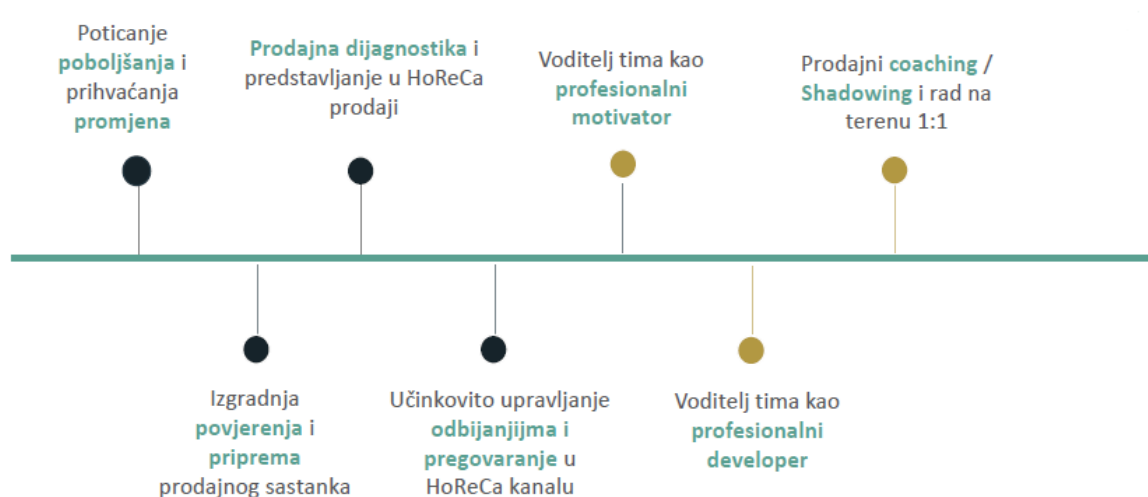 Poticanje
poboljšanja i
prihvaćanja
promjena
Izgradnja
povjerenja i
priprema
prodajnog sastanka
Prodajna dijagnostika i
predstavljanje u HoReCa
prodaji
Učinkovito upravljanje
odbijanjijma i
pregovaranje u
HoReCa kanalu
Voditelj tima kao
profesionalni
motivator
Voditelj tima kao
profesionalni
developer
Prodajni coaching /
Shadowing i rad na
terenu 1:1